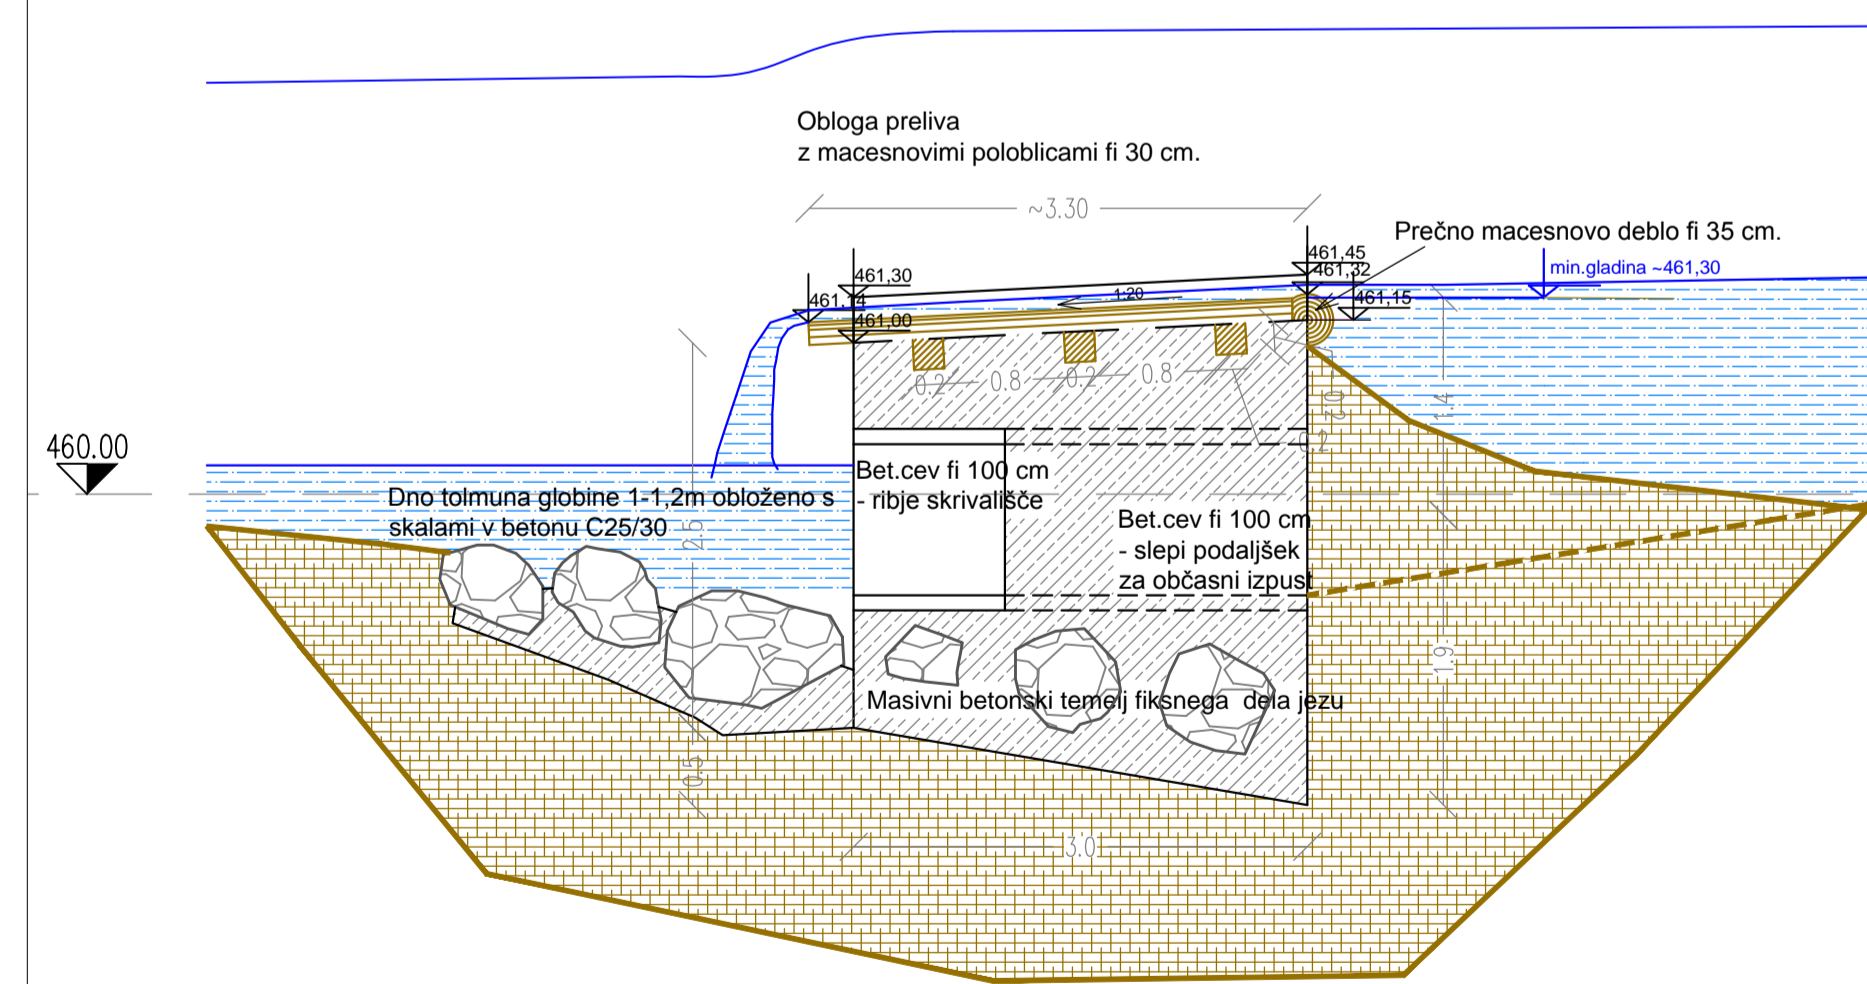 Obloga preliva
z macesnovimi poloblicami fi 30 cm.
~3.30
Prečno macesnovo deblo fi 35 cm.
461,45
461,32
461,30
min.gladina ~461,30
461,14
1:20
461,15
461,00
0.2
0.8
0.2
0.8
0.2
0.2
1.4
460.00
Bet.cev fi 100 cm
- ribje skrivališče
Dno tolmuna globine 1-1,2m obloženo s
skalami v betonu C25/30
2.5
Bet.cev fi 100 cm
- slepi podaljšek
za občasni izpust
1.9
Masivni betonski temelj fiksnega dela jezu
0.5
3.0